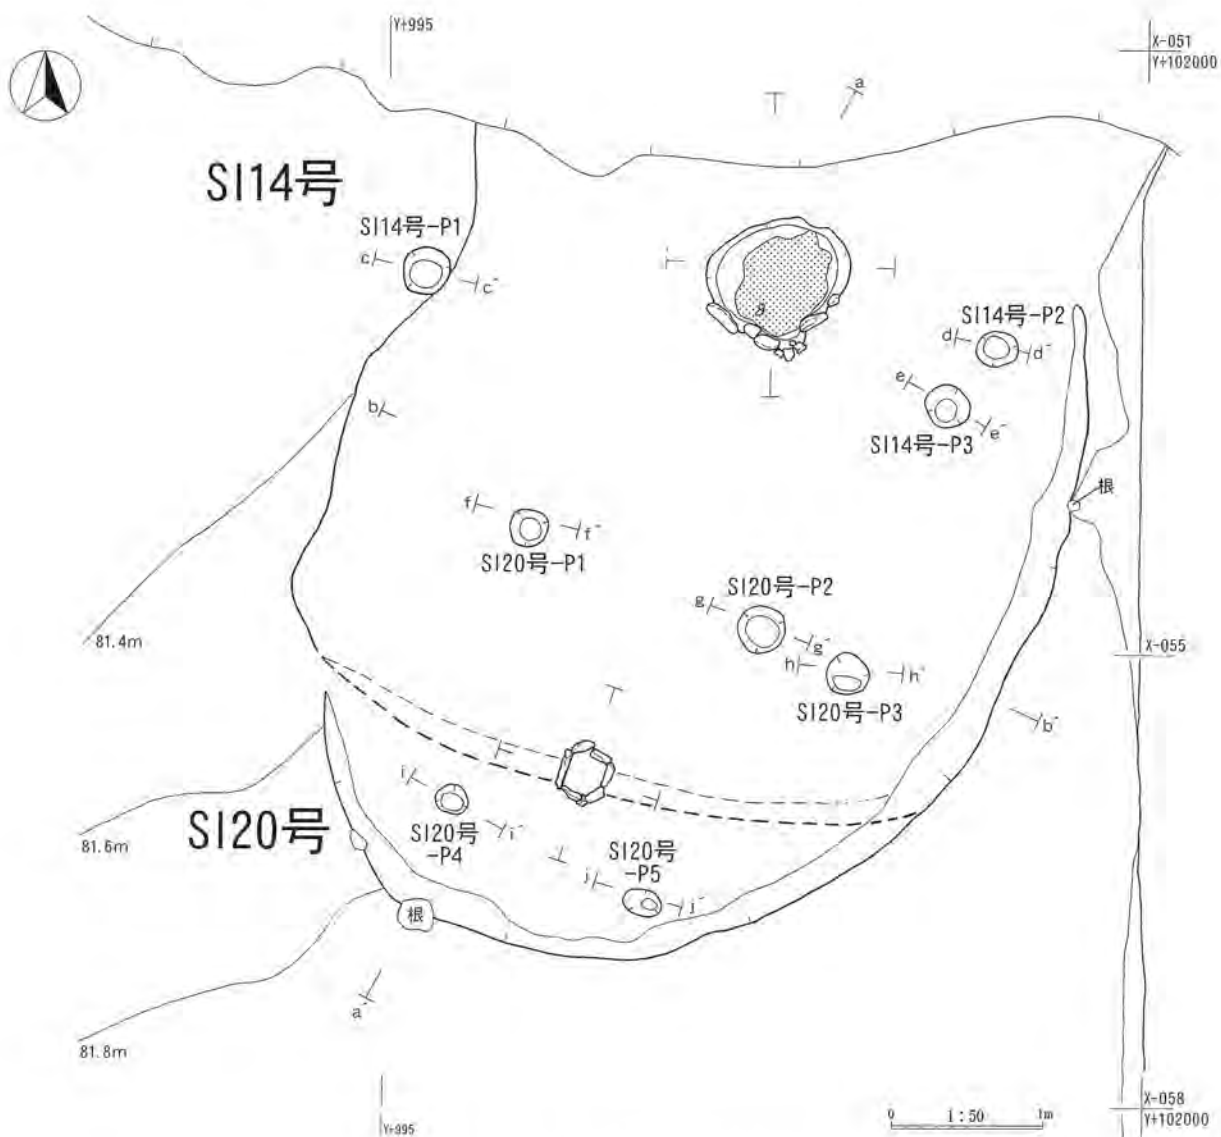 Y+995
X-051
Y+102000
a
SI14号
SI14号-P1
c
c'
SI14号-P2
d
d'
e
e'
SI14号-P3
b
根
f
f'
SI20号-P1
SI20号-P2
g
g'
81.4m
X-055
h
h'
SI20号-P3
b'
i
i'
SI20号
SI20号
-P4
81.6m
SI20号
-P5
j
j'
根
a'
81.8m
X-058
Y+102000
Y+995
0
1:50
1m